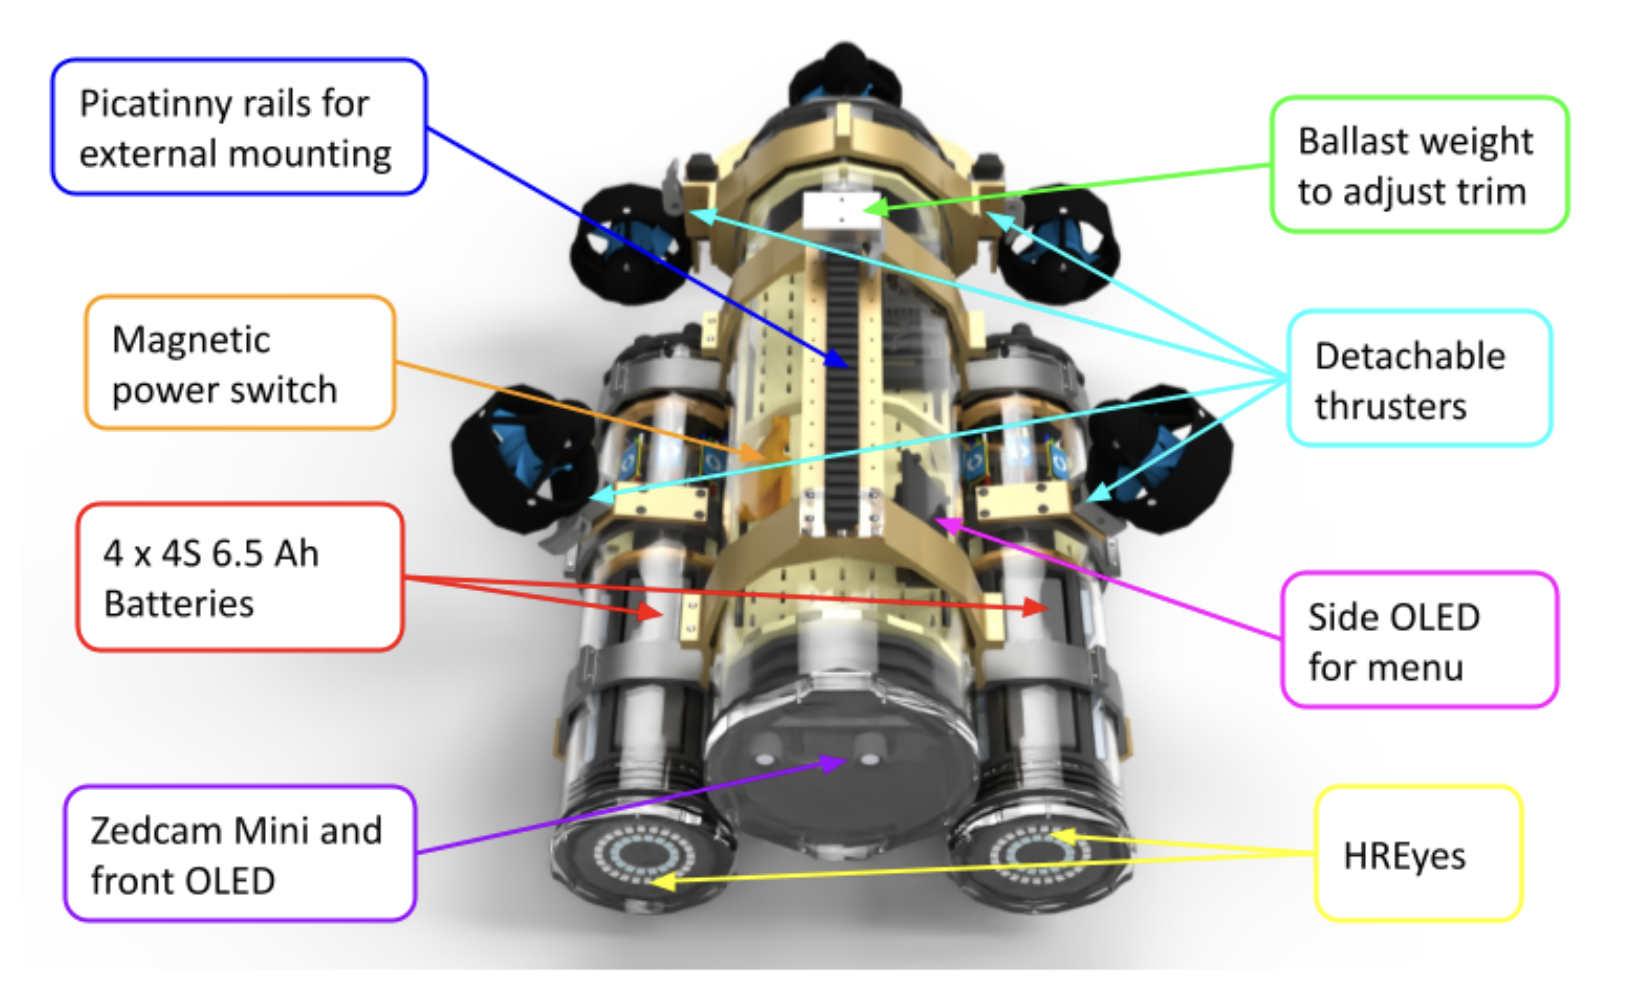 Picatinny rails for
external mounting
Ballast weight
to adjust trim
Magnetic
power switch
Detachable
thrusters
4 x 4S 6.5 Ah
Batteries
Side OLED
for menu
Zedcam Mini and
front OLED
HREyes